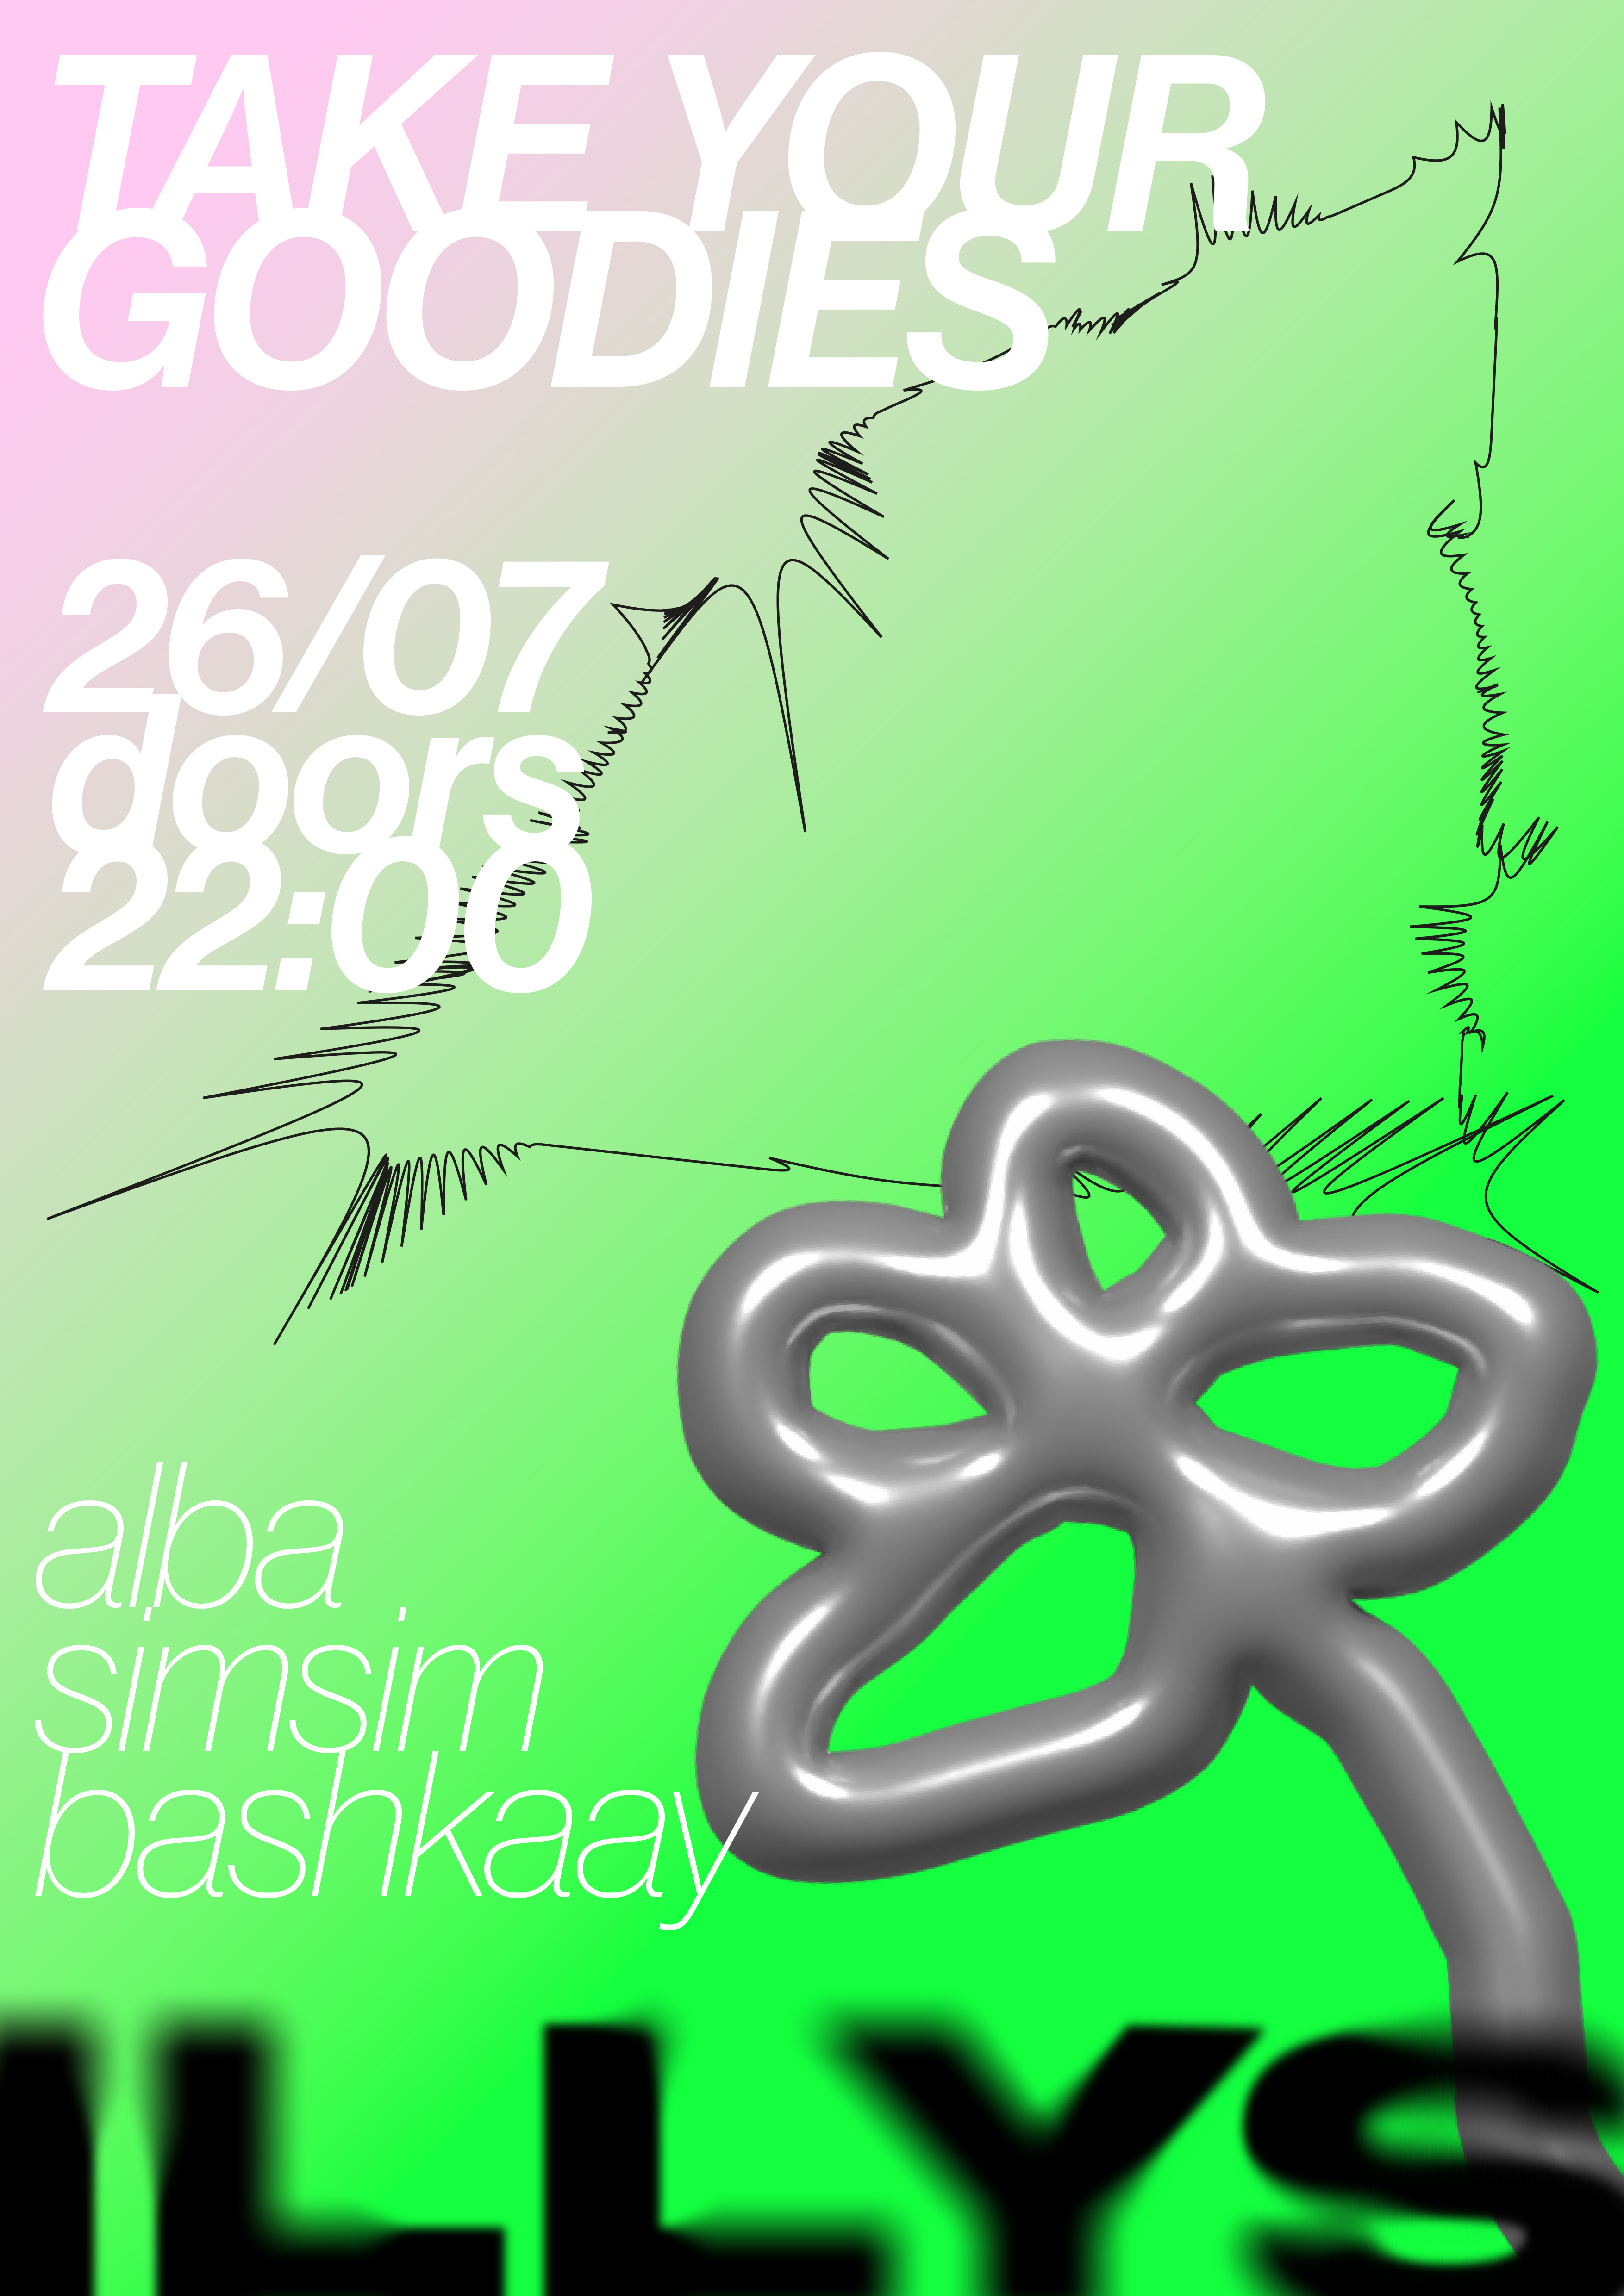 TAKE YOUR
GOODIES
26/07
doors
22:00
alba
simsim
bashkaay
ILLYS